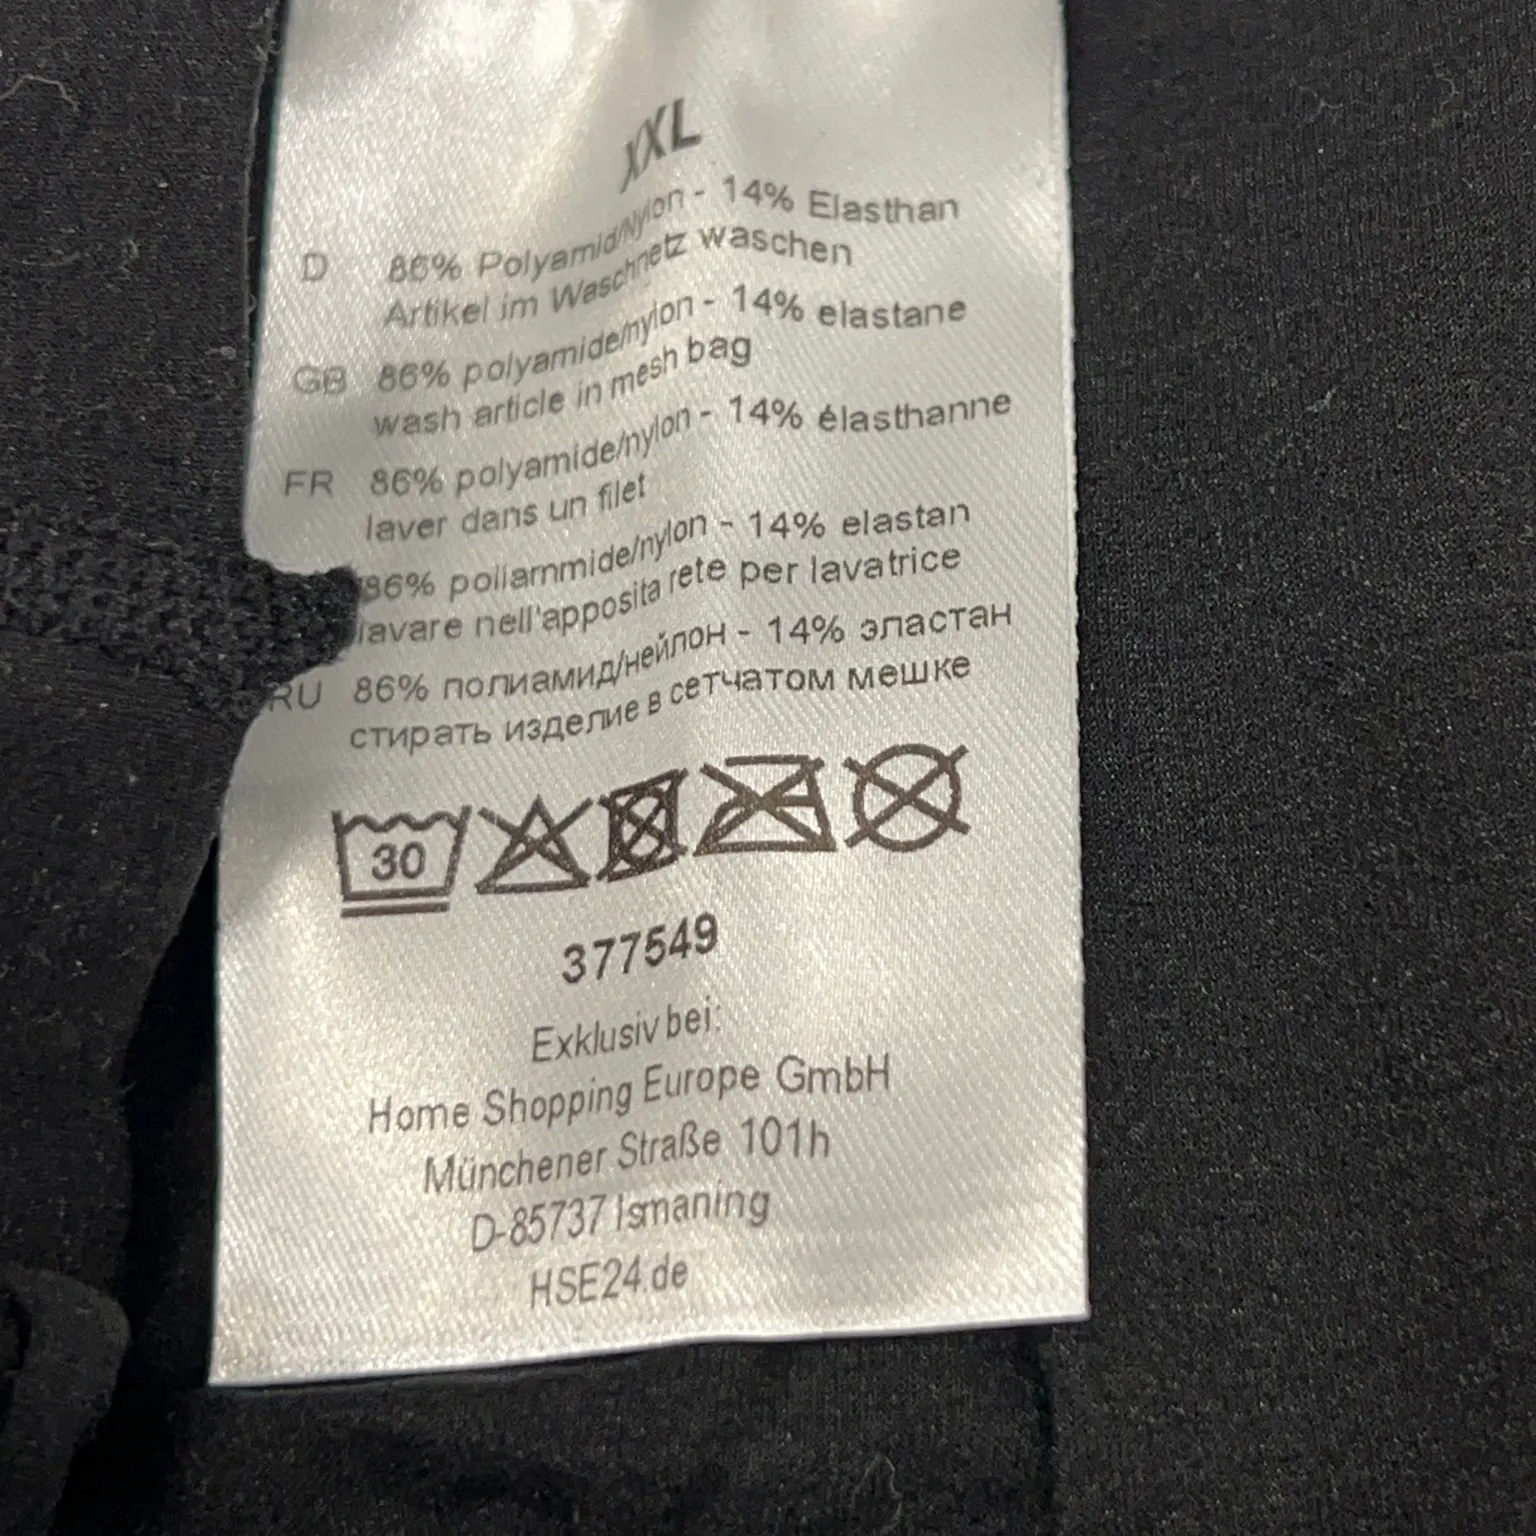 XXL
D 86% Polyamid/Nylon - 14% Elasthan
Artikel im Waschnetz waschen
GB 86% polyamide/nylon - 14% elastane
wash article in mesh bag
FR 86% polyamide/nylon - 14% élasthanne
laver dans un filet
86% poliammide/nylon - 14% elastan
lavare nell'apposita rete per lavatrice
RU 86% полиамид/нейлон - 14% эластан
стирать изделие в сетчатом мешке
30
377549
Exklusiv bei:
Home Shopping Europe GmbH
Münchener Straße 101h
D-85737 Ismaning
HSE24.de